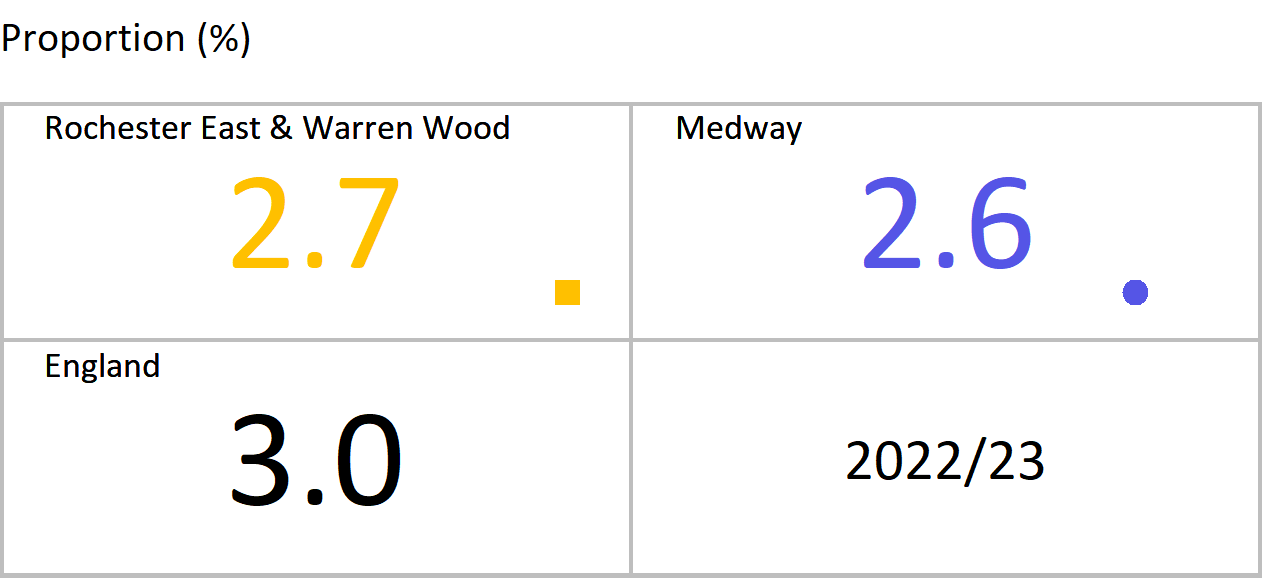 Proportion (%)
Rochester East & Warren Wood
2.7
Medway
2.6
England
3.0
2022/23